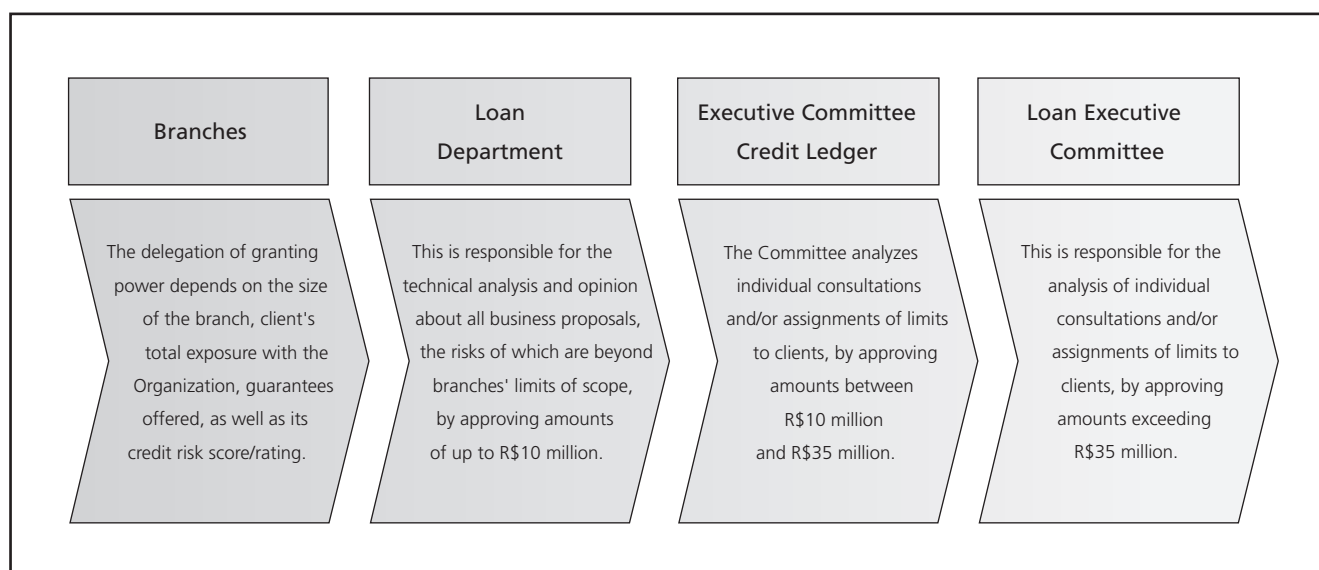 Branches
The delegation of granting
power depends on the size
of the branch, client's
total exposure with the
Organization, guarantees
offered, as well as its
credit risk score/rating.
Loan
Department
This is responsible for the
technical analysis and opinion
about all business proposals,
the risks of which are beyond
branches' limits of scope,
by approving amounts
of up to R$10 million.
Executive Committee
Credit Ledger
The Committee analyzes
individual consultations
and/or assignments of limits
to clients, by approving
amounts between
R$10 million
and R$35 million.
Loan Executive
Committee
This is responsible for the
analysis of individual
consultations and/or
assignments of limits to
clients, by approving
amounts exceeding
R$35 million.